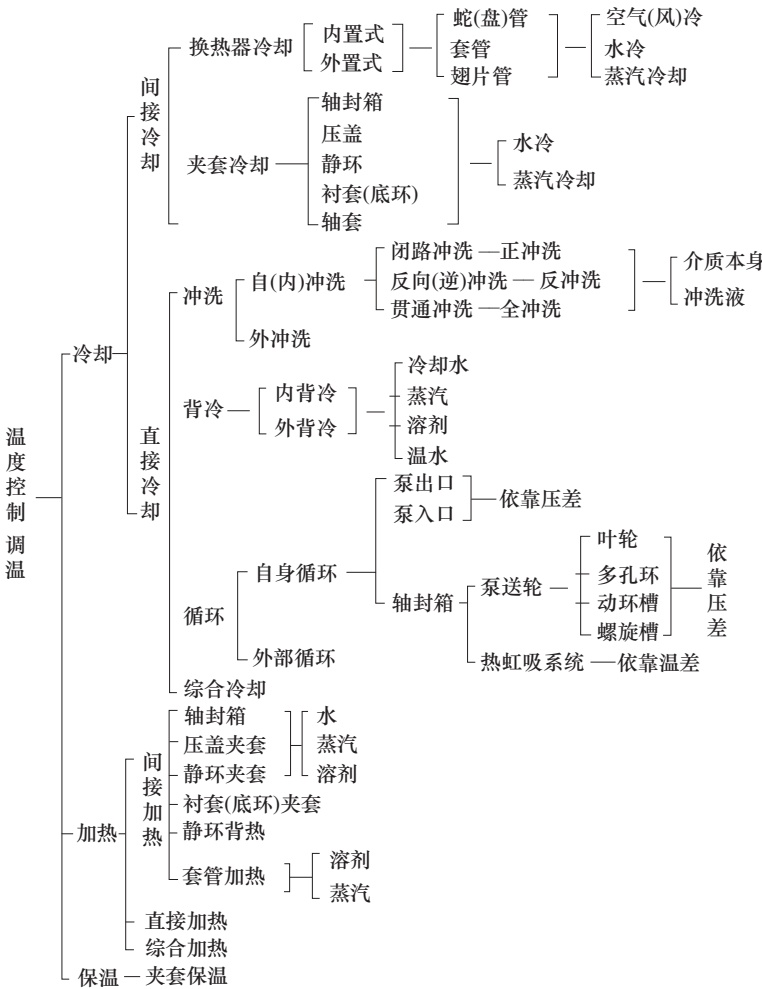 温度控制调温
冷却
间接冷却
换热器冷却
内置式
外置式
蛇(盘)管
套管
翅片管
空气(风)冷
水冷
蒸汽冷却
夹套冷却
轴封箱
压盖
静环
衬套(底环)
轴套
水冷
蒸汽冷却
直接冷却
冲洗
自(内)冲洗
闭路冲洗—正冲洗
反向(逆)冲洗—反冲洗
贯通冲洗—全冲洗
介质本身
冲洗液
外冲洗
背冷
内背冷
外背冷
冷却水
蒸汽
溶剂
温水
循环
自身循环
泵出口
泵入口
依靠压差
轴封箱
泵送轮
叶轮
多孔环
动环槽
螺旋槽
依靠压差
热虹吸系统—依靠温差
外部循环
综合冷却
加热
间接加热
轴封箱
压盖夹套
静环夹套
水
蒸汽
溶剂
衬套(底环)夹套
静环背热
套管加热
溶剂
蒸汽
直接加热
综合加热
保温—夹套保温